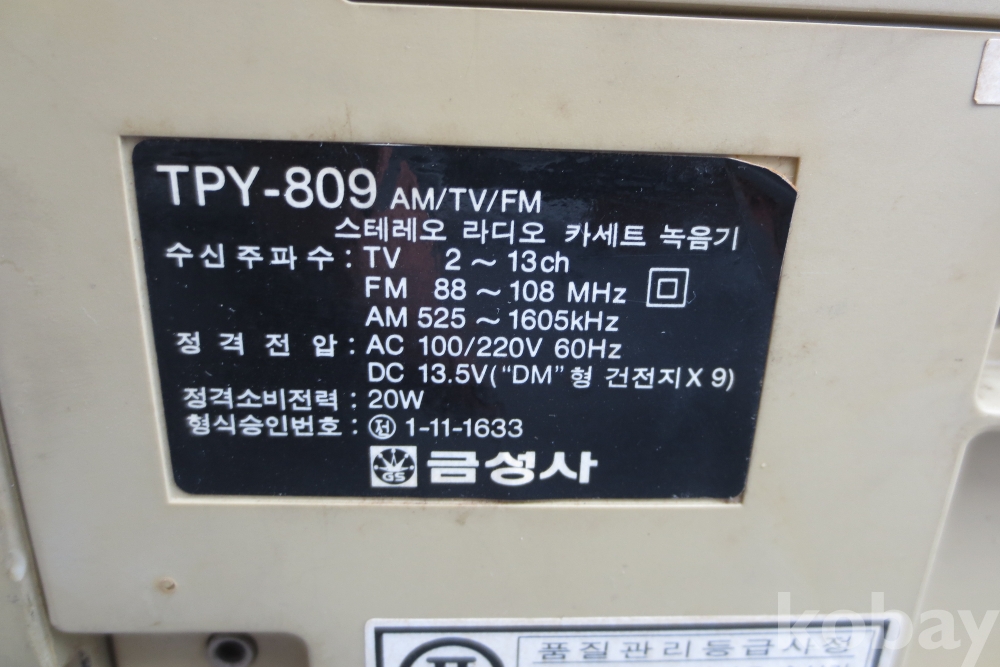 TPY-809 AM/TV/FM
스테레오 라디오 카세트 녹음기
수신주파수 : TV 2 ~ 13ch
FM 88 ~ 108 MHz
AM 525 ~ 1605kHz
정격전압 : AC 100/220V 60Hz
DC 13.5V("DM"형 건전지 X 9)
정격소비전력 : 20W
형식승인번호 : ㉄ 1-11-1633
GS 금성사
품질관리등급사정
kobay